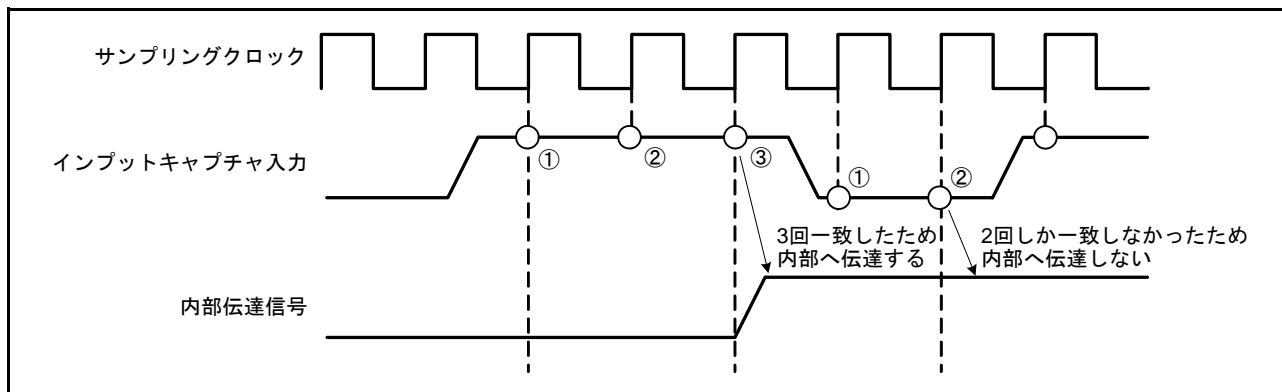 サンプリングクロック
インプットキャプチャ入力
①
②
③
①
②
3回一致したため
内部へ伝達する
2回しか一致しなかったため
内部へ伝達しない
内部伝達信号